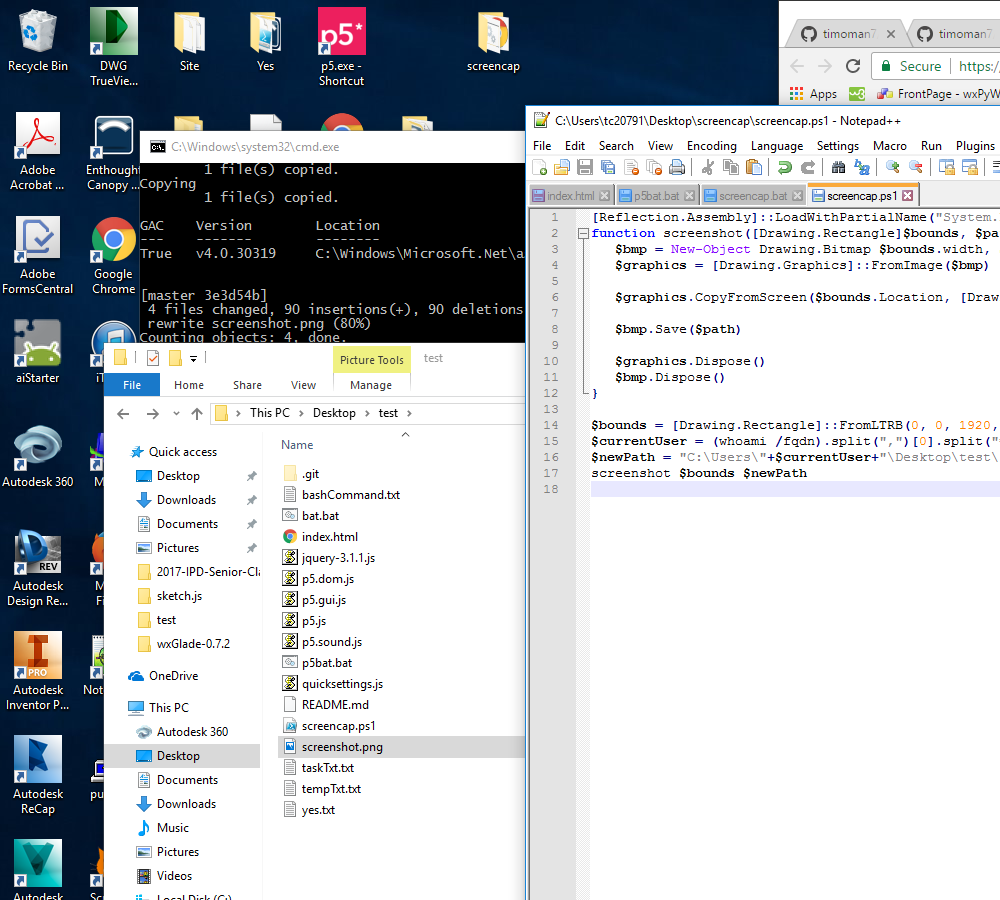 Recycle Bin
DWG
TrueView...
Site
Yes
p5*
p5.exe -
Shortcut
screencap
Adobe
Acrobat ...
Enthought
Canopy ...
Adobe
FormsCentral
Google
Chrome
aiStarter
Autodesk 360
REV
Autodesk
Design Re...
PRO
Autodesk
Inventor P...
Autodesk
ReCap
Autodesk
C:\Windows\system32\cmd.exe
1 file(s) copied.
Copying
1 file(s) copied.
GAC Version Location
--- ------- --------
True v4.0.30319 C:\Windows\Microsoft.Net\a
[master 3e3d54b]
4 files changed, 90 insertions(+), 90 deletions
rewrite screenshot.png (80%)
Counting objects: 4, done.
Picture Tools
test
File
Home
Share
View
Manage
This PC > Desktop > test >
Quick access
Desktop
Downloads
Documents
Pictures
2017-IPD-Senior-Cl
sketch.js
test
wxGlade-0.7.2
OneDrive
This PC
Autodesk 360
Desktop
Documents
Downloads
Music
Pictures
Videos
Local Disk (C:)
Name
.git
bashCommand.txt
bat.bat
index.html
jquery-3.1.1.js
p5.dom.js
p5.gui.js
p5.js
p5.sound.js
p5bat.bat
quicksettings.js
README.md
screencap.ps1
screenshot.png
taskTxt.txt
tempTxt.txt
yes.txt
timoman7
timoman7
Secure
https:/
Apps
w3
FrontPage - wxPyW
C:\Users\tc20791\Desktop\screencap\screencap.ps1 - Notepad++
File Edit Search View Encoding Language Settings Macro Run Plugins
index.html
p5bat.bat
screencap.bat
screencap.ps1
1 [Reflection.Assembly]::LoadWithPartialName("System.
2 function screenshot([Drawing.Rectangle]$bounds, $pa
3 $bmp = New-Object Drawing.Bitmap $bounds.width,
4 $graphics = [Drawing.Graphics]::FromImage($bmp)
5
6 $graphics.CopyFromScreen($bounds.Location, [Draw
7
8 $bmp.Save($path)
9
10 $graphics.Dispose()
11 $bmp.Dispose()
12 }
13
14 $bounds = [Drawing.Rectangle]::FromLTRB(0, 0, 1920,
15 $currentUser = (whoami /fqdn).split(",")[0].split("
16 $newPath = "C:\Users\"+$currentUser+"\Desktop\test\
17 screenshot $bounds $newPath
18